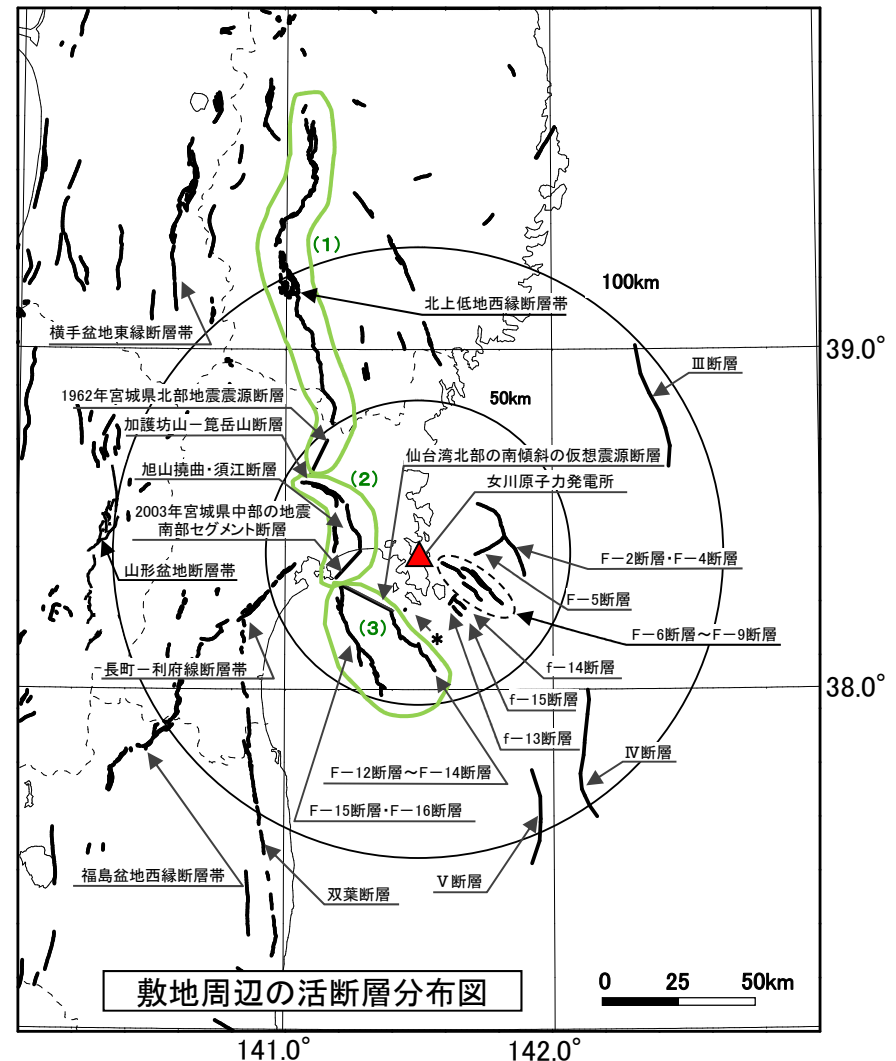 (1)
100km
北上低地西縁断層帯
横手盆地東縁断層帯
39.0°
Ⅲ断層
1962年宮城県北部地震震源断層
50km
加護坊山－箟岳山断層
仙台湾北部の南傾斜の仮想震源断層
旭山撓曲・須江断層
(2)
女川原子力発電所
2003年宮城県中部の地震
南部セグメント断層
F－2断層・F－4断層
山形盆地断層帯
F－5断層
(3)
*
F－6断層～F－9断層
長町－利府線断層帯
f－14断層
38.0°
f－15断層
f－13断層
Ⅳ断層
F－12断層～F－14断層
F－15断層・F－16断層
福島盆地西縁断層帯
双葉断層
Ⅴ断層
敷地周辺の活断層分布図
0 25 50km
141.0°
142.0°